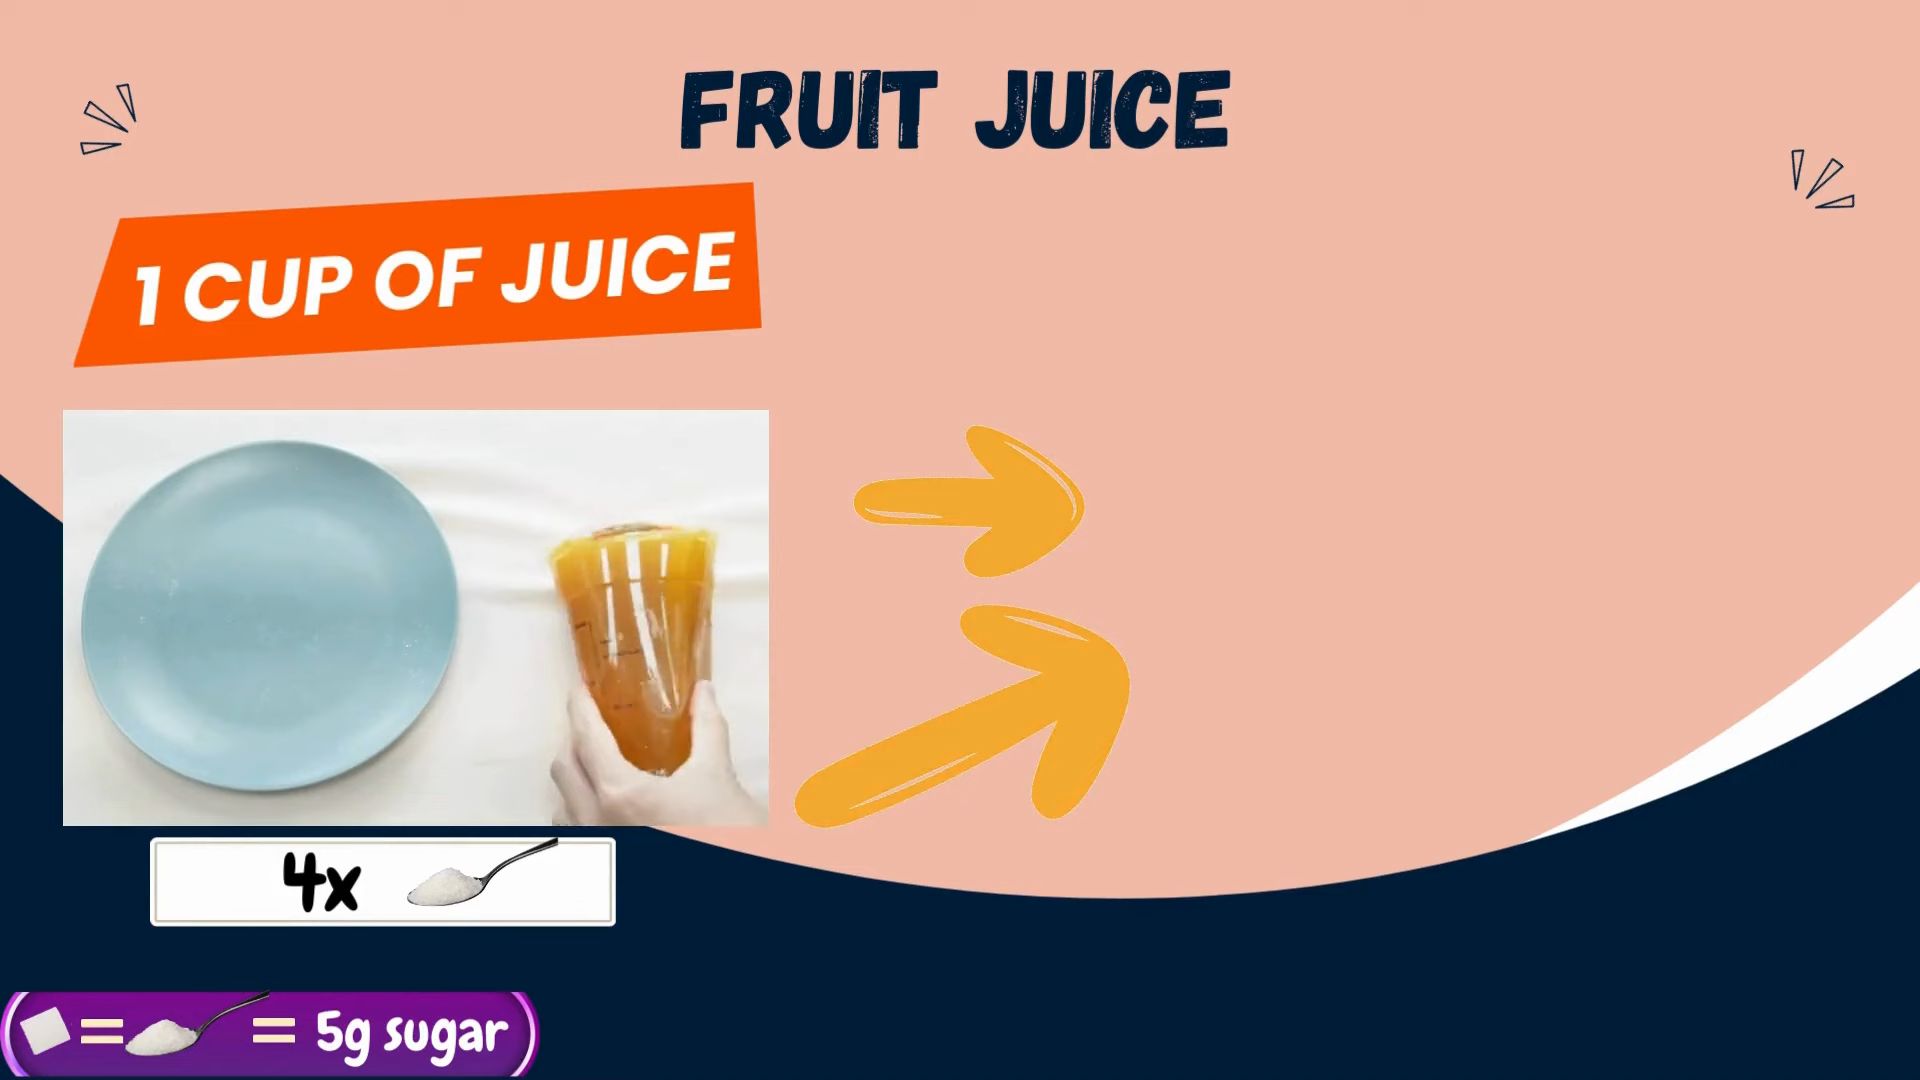 FRUIT JUICE
1 CUP OF JUICE
4x
= = 5g sugar